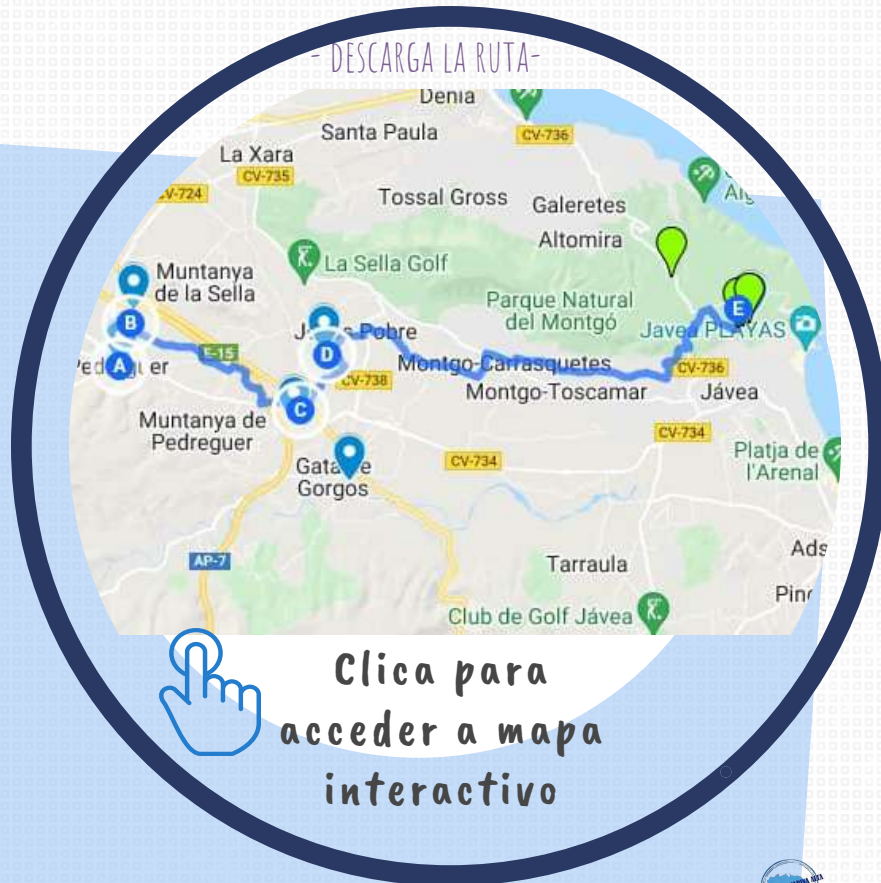 - DESCARGA LA RUTA-
Denia
Santa Paula
CV-736
La Xara
CV-735
CV-724
Tossal Gross
Galeretes
Altomira
La Sella Golf
Muntanya
de la Sella
Parque Natural
del Montgó
Javea PLAYAS
B
E
D
A
E-15
Montgo-Carrasquetes
CV-736
CV-738
Montgo-Toscamar
Jávea
C
Muntanya de
Pedreguer
CV-734
Platja de
l'Arenal
CV-734
Gorgos
AP-7
Tarraula
Club de Golf Jávea
Clica para
acceder a mapa
interactivo